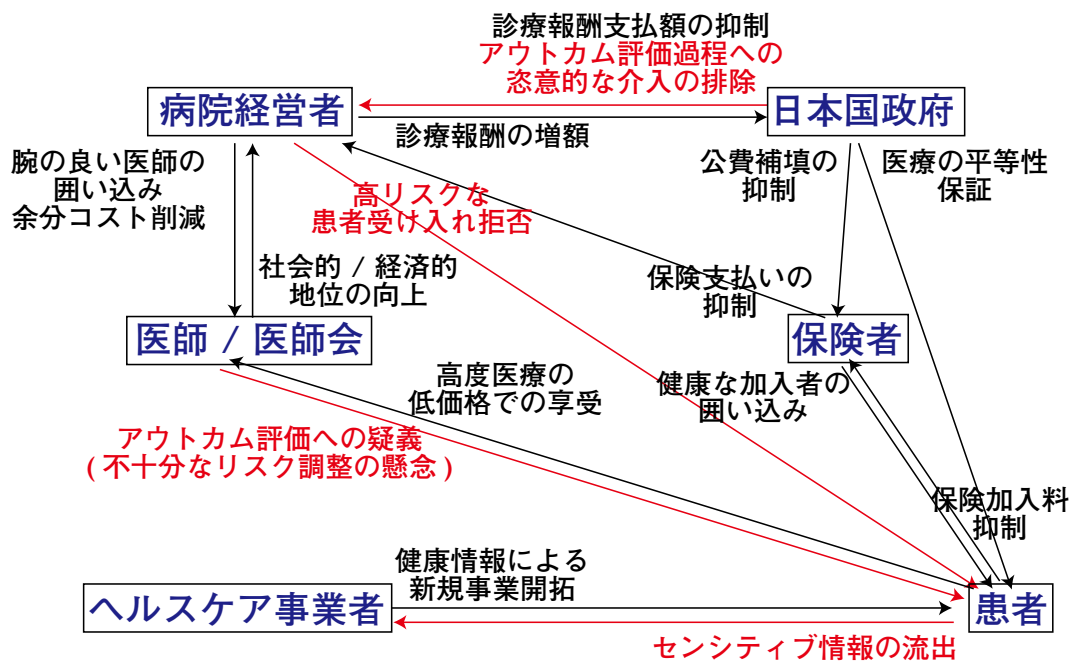 診療報酬支払額の抑制
アウトカム評価過程への
恣意的な介入の排除
病院経営者
日本国政府
診療報酬の増額
腕の良い医師の
囲い込み
余分コスト削減
高リスクな
患者受け入れ拒否
公費補填の
抑制
医療の平等性
保証
社会的 / 経済的
地位の向上
保険支払いの
抑制
医師 / 医師会
保険者
高度医療の
低価格での享受
健康な加入者の
囲い込み
アウトカム評価への疑義
( 不十分なリスク調整の懸念 )
保険加入料
抑制
健康情報による
新規事業開拓
ヘルスケア事業者
患者
センシティブ情報の流出